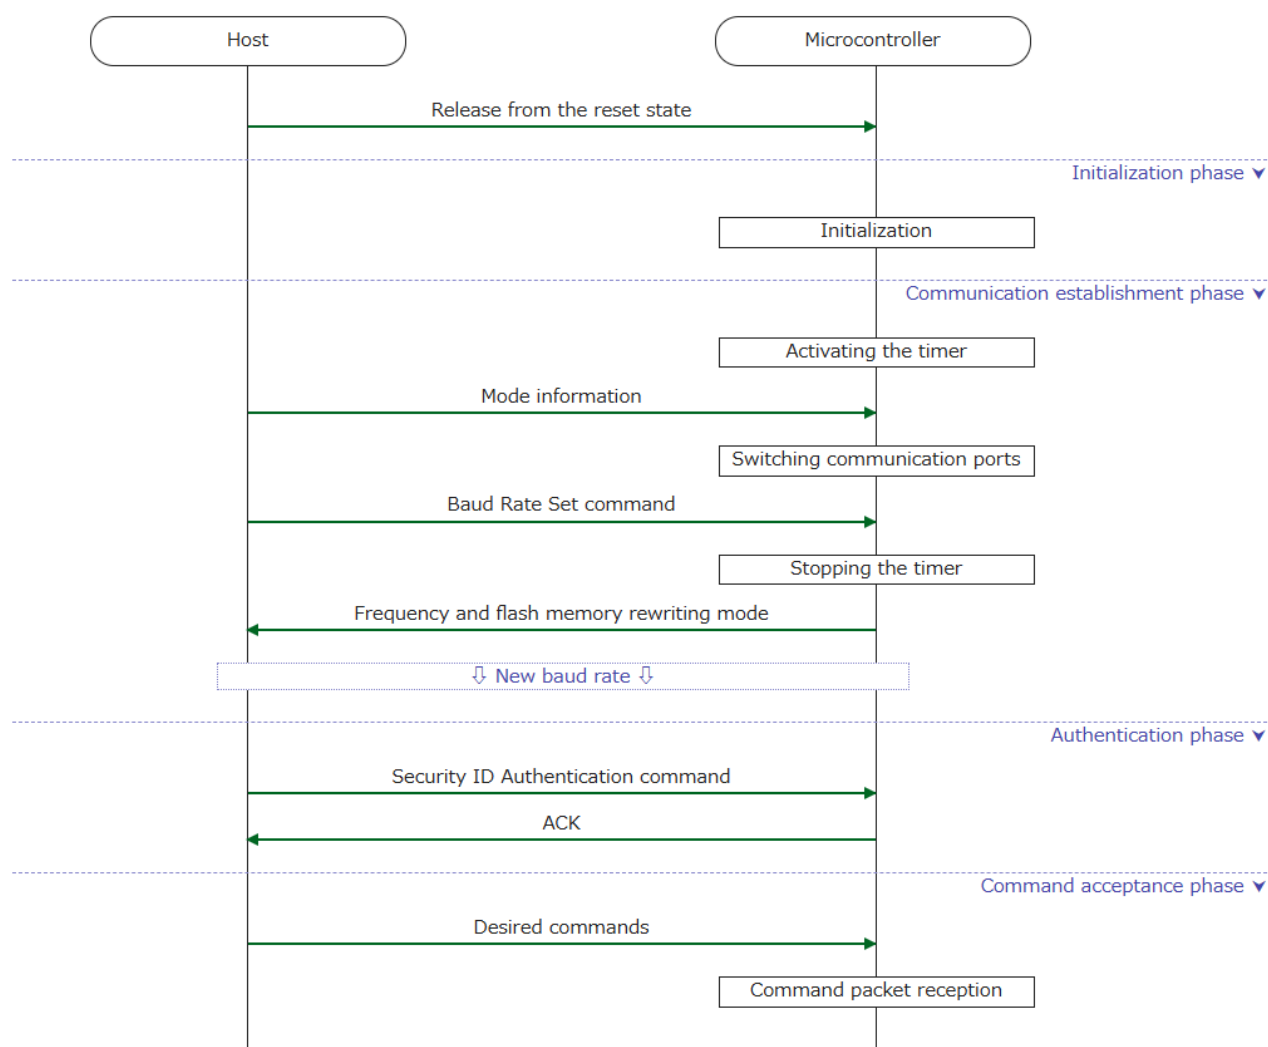 Host
Microcontroller
Release from the reset state
Initialization phase
Initialization
Communication establishment phase
Activating the timer
Mode information
Switching communication ports
Baud Rate Set command
Stopping the timer
Frequency and flash memory rewriting mode
⇩ New baud rate ⇩
Authentication phase
Security ID Authentication command
ACK
Command acceptance phase
Desired commands
Command packet reception